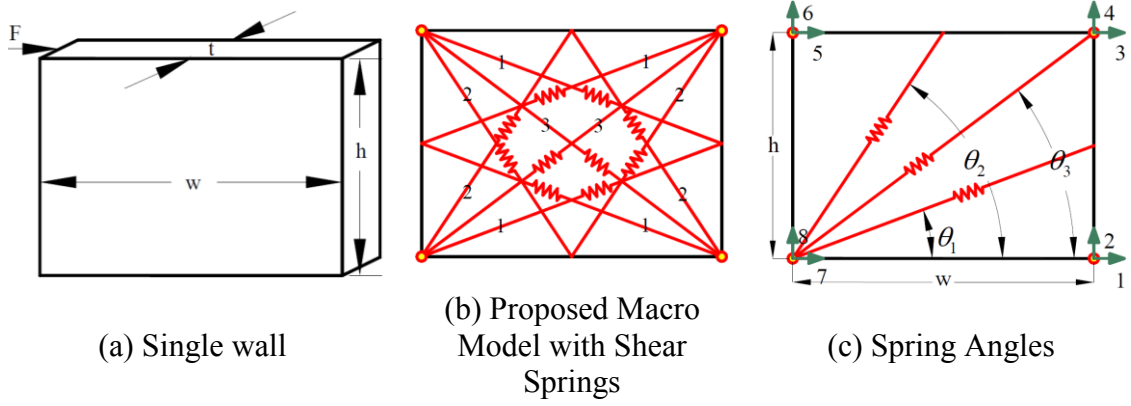 F
t
h
w
(a) Single wall
1
1
2
2
3
3
2
2
1
1
(b) Proposed Macro
Model with Shear
Springs
6
4
5
3
h
θ2
θ3
θ1
8
2
7
w
1
(c) Spring Angles